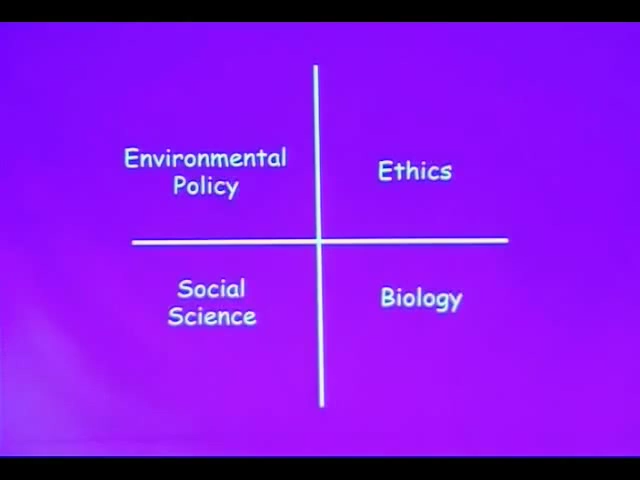 Environmental
Policy
Ethics
Social
Science
Biology